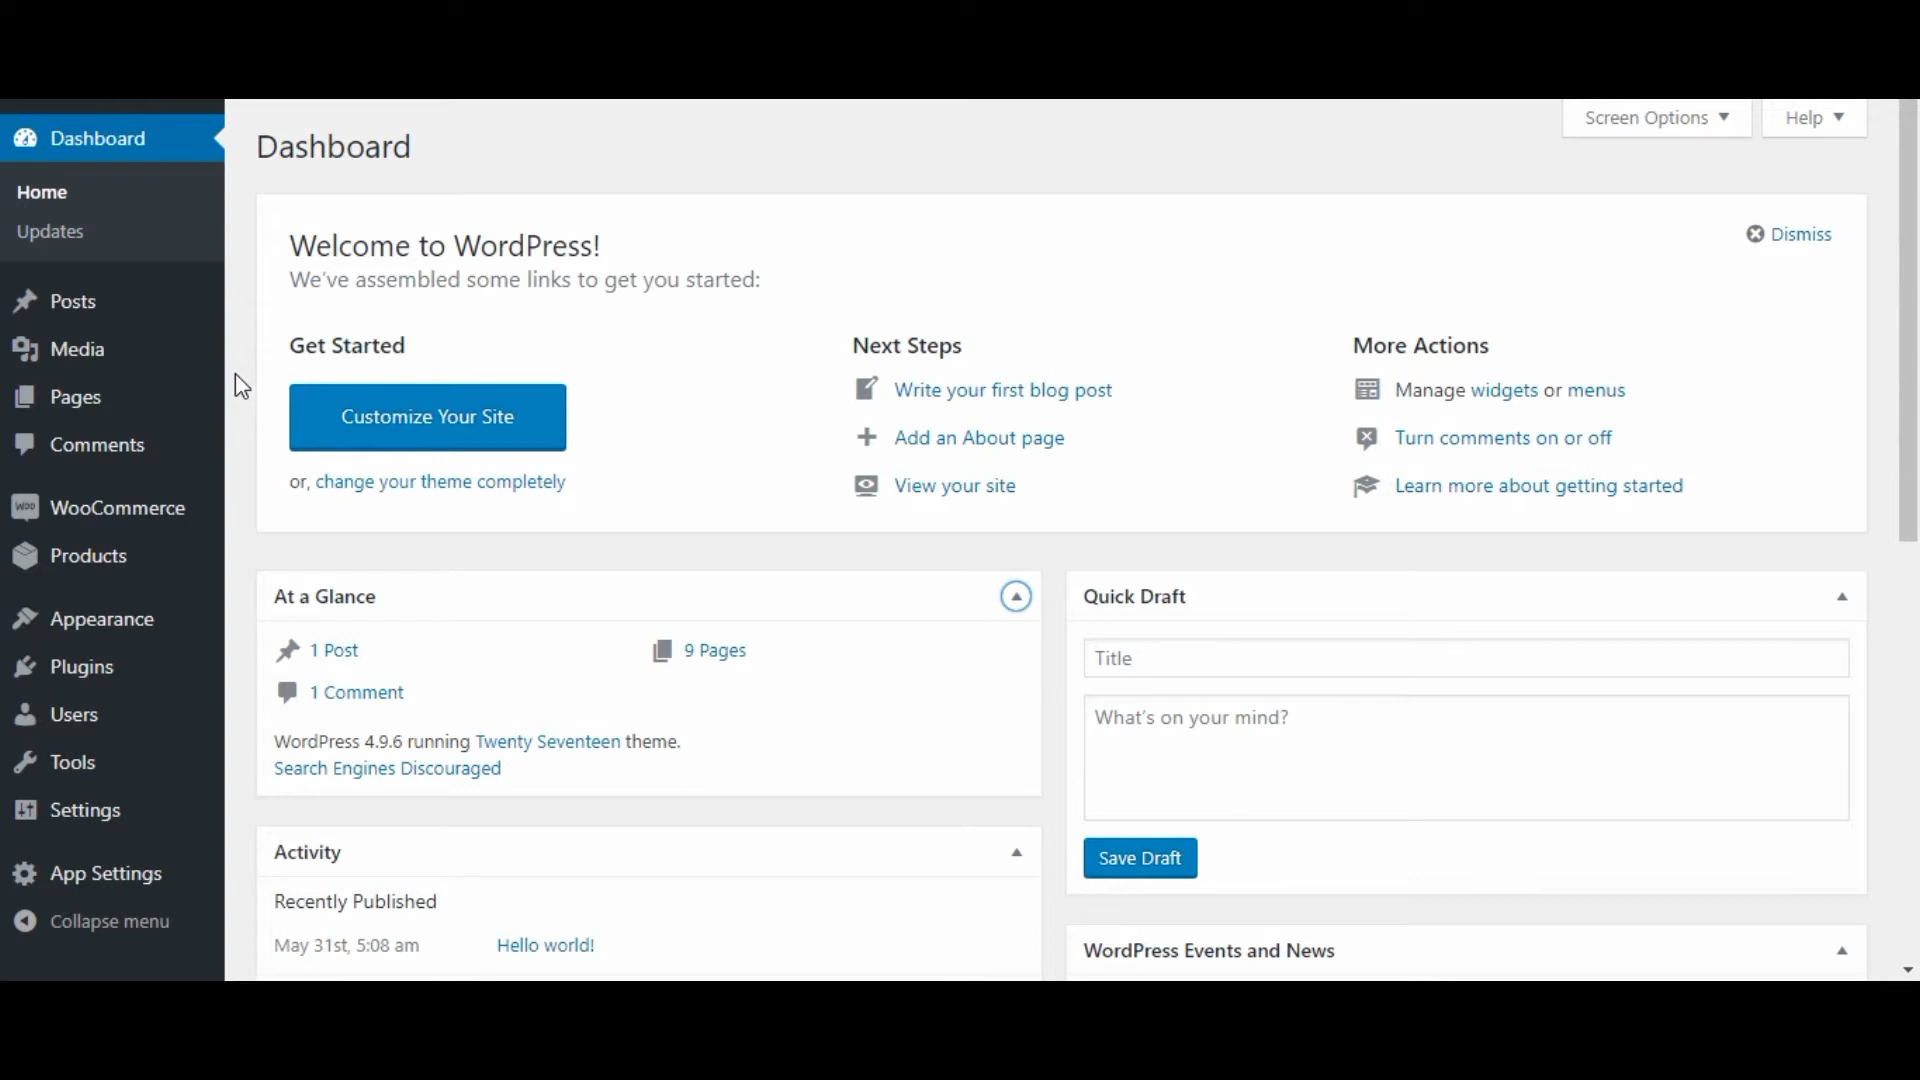 Screen Options
Help
Dashboard
Home
Updates
Posts
Media
Pages
Comments
WOO
WooCommerce
Products
Appearance
Plugins
Users
Tools
Settings
App Settings
Collapse menu
Dashboard
Welcome to WordPress!
We've assembled some links to get you started:
Dismiss
Get Started
Customize Your Site
or, change your theme completely
Next Steps
Write your first blog post
Add an About page
View your site
More Actions
Manage widgets or menus
Turn comments on or off
Learn more about getting started
At a Glance
1 Post
9 Pages
1 Comment
WordPress 4.9.6 running Twenty Seventeen theme.
Search Engines Discouraged
Activity
Recently Published
May 31st, 5:08 am
Hello world!
Quick Draft
Title
What's on your mind?
Save Draft
WordPress Events and News